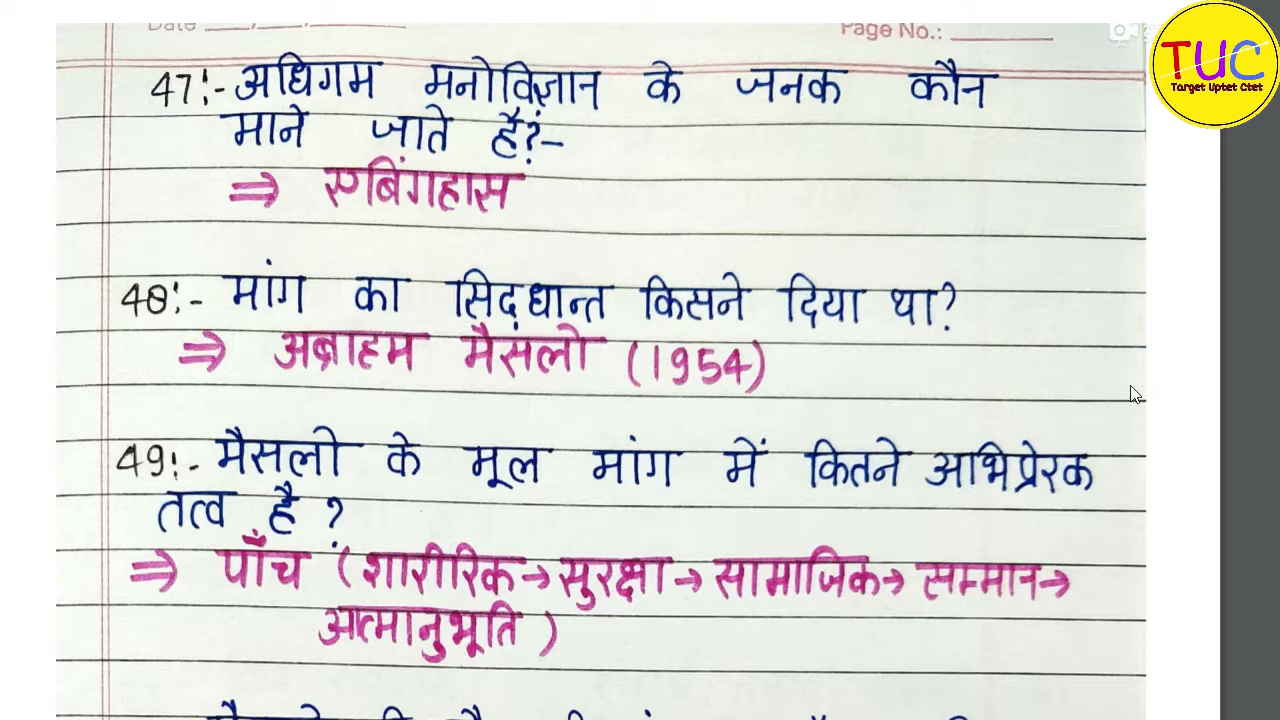 Date
Page No.:
TUC
Target Uptet Ctet
47:- अधिगम मनोविज्ञान के जनक कौन
माने जाते हैं?-
⇒ एबिंगहास
48:- मांग का सिद्धान्त किसने दिया था?
⇒ अब्राहम मैसलो (1954)
49:- मैसलो के मूल मांग में कितने अभिप्रेरक
तत्व है ?
⇒ पाँच (शारीरिक→सुरक्षा→सामाजिक→सम्मान→
आत्मानुभूति)